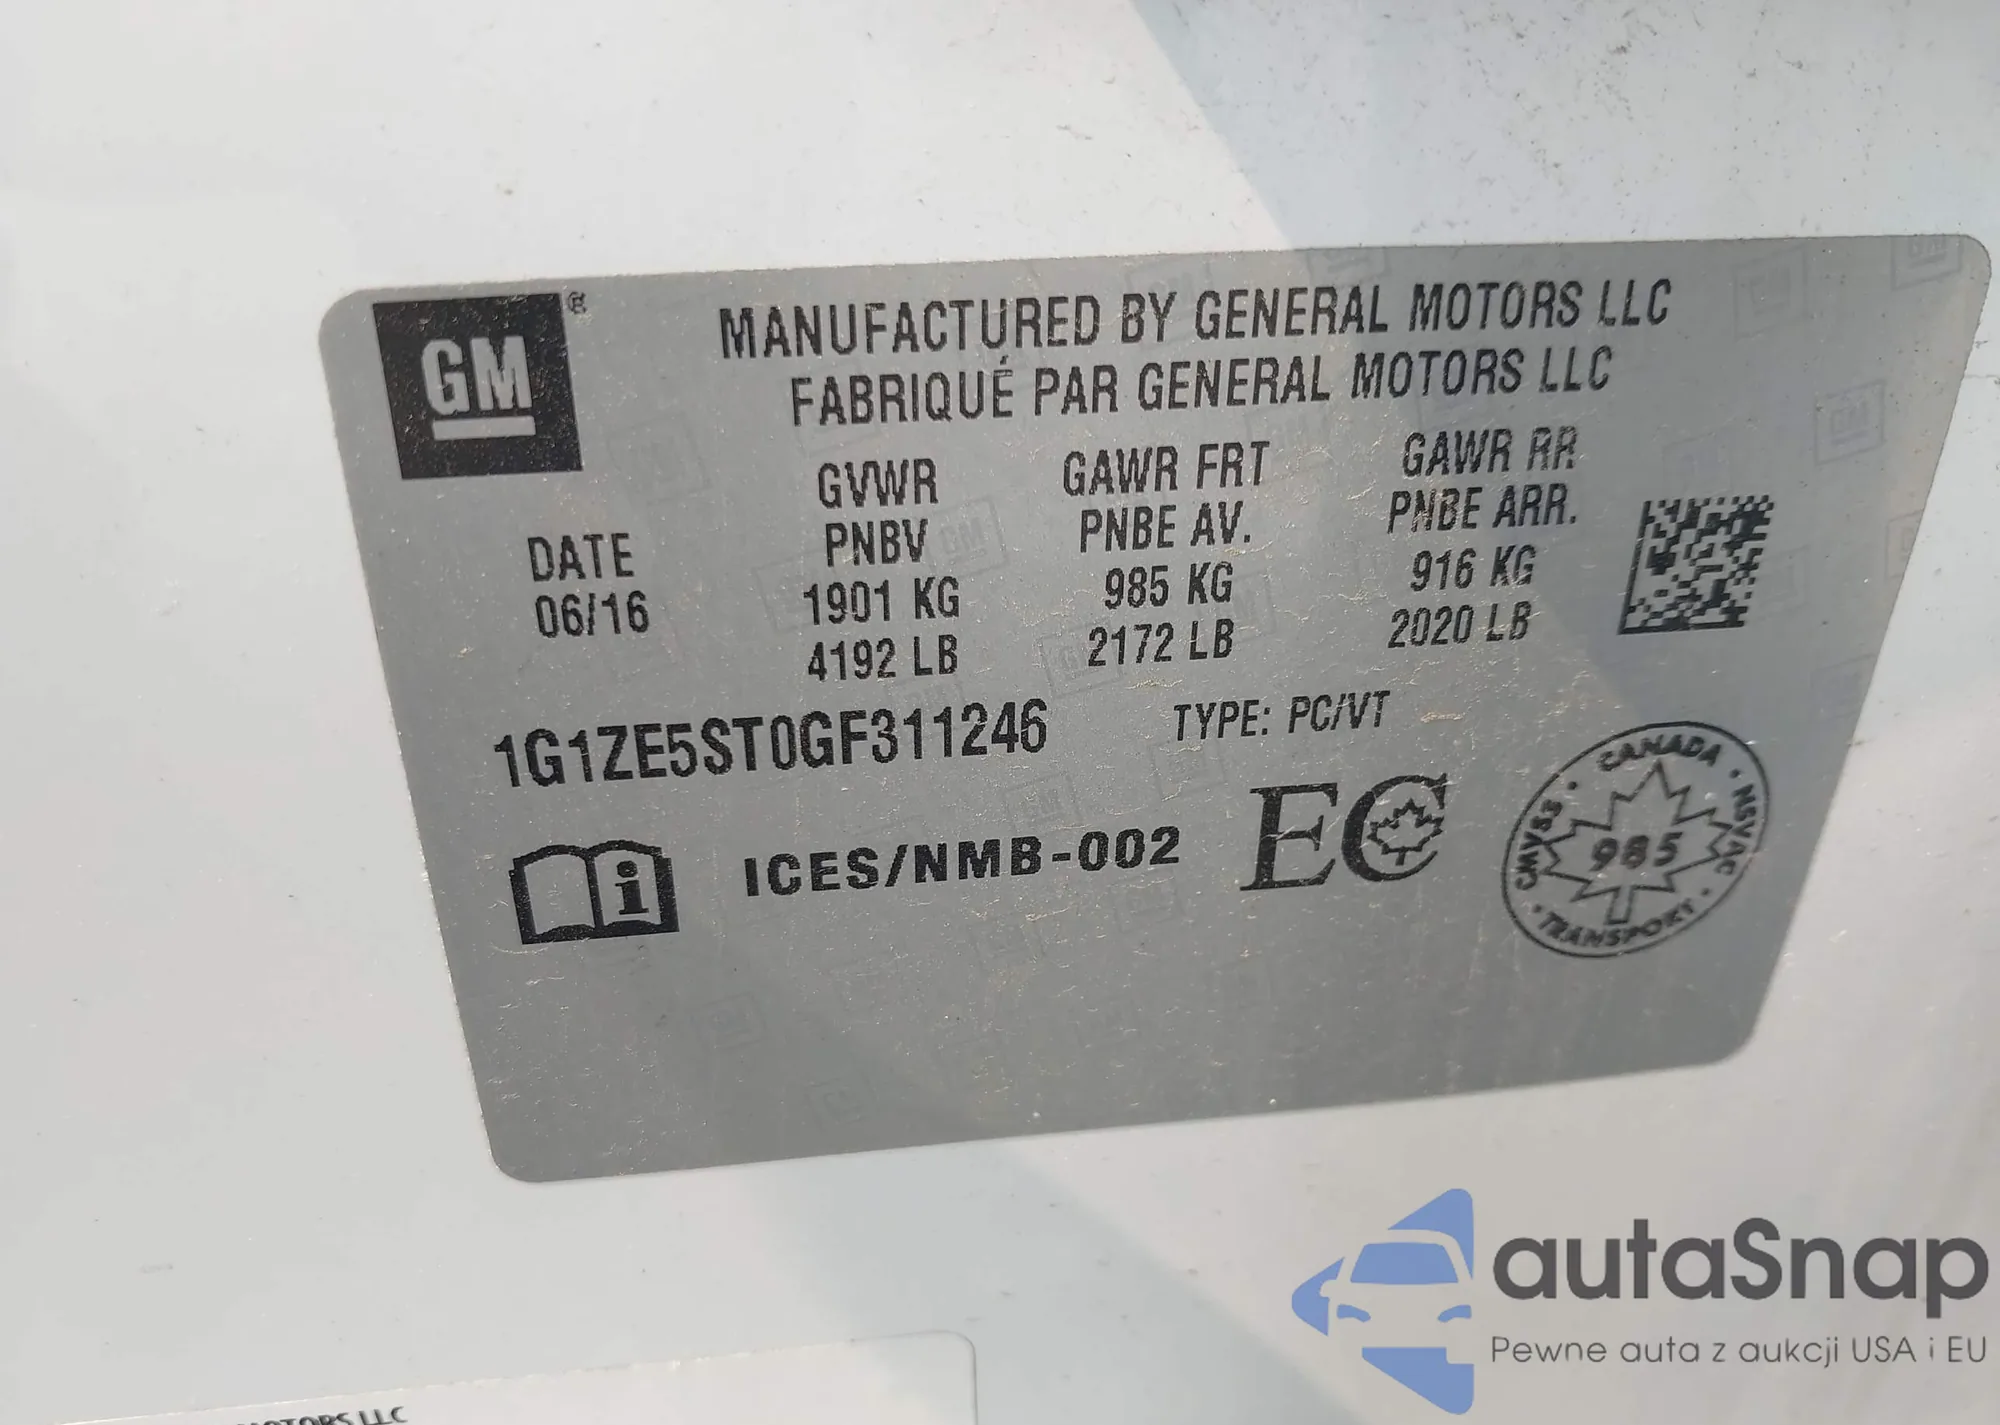 GM
MANUFACTURED BY GENERAL MOTORS LLC
FABRIQUÉ PAR GENERAL MOTORS LLC
DATE
06/16
GVWR
PNBV
1901 KG
4192 LB
GAWR FRT
PNBE AV.
985 KG
2172 LB
GAWR RR
PNBE ARR.
916 KG
2020 LB
1G1ZE5ST0GF311246
TYPE: PC/VT
i ICES/NMB-002
EC
CANADA · NSVAC · TRANSPORT · CMVSS ·
985
MOTORS LLC
autaSnap
Pewne auta z aukcji USA i EU